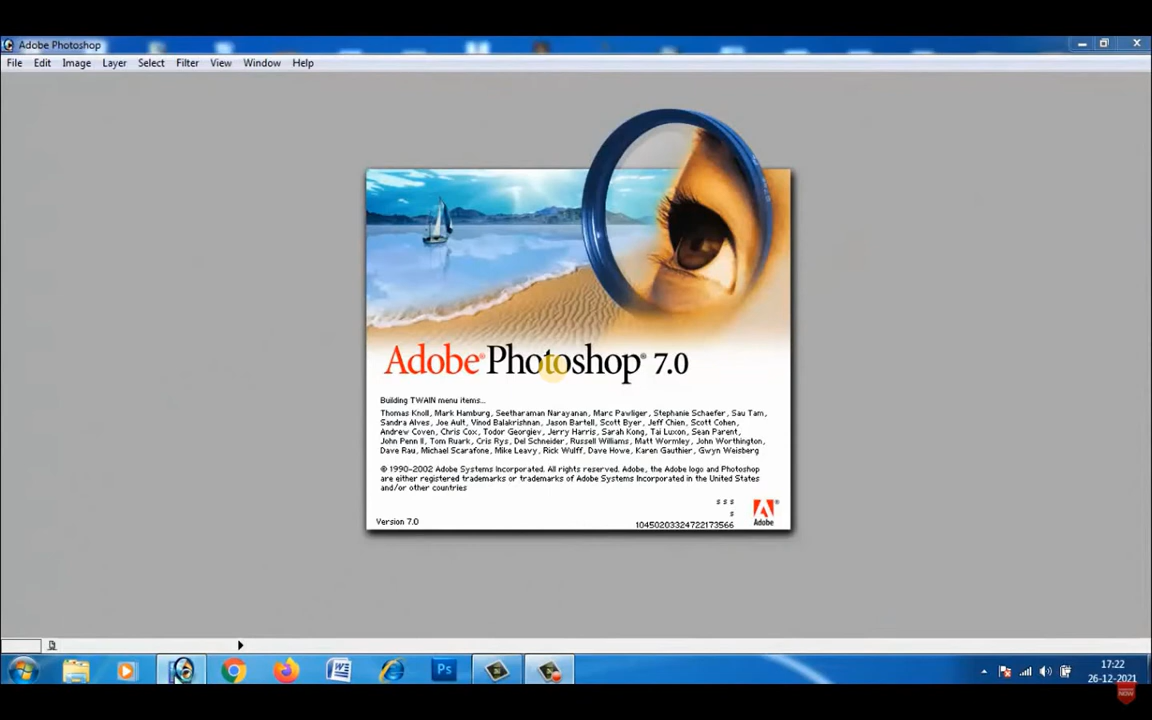 Adobe Photoshop
File Edit Image Layer Select Filter View Window Help
Adobe® Photoshop® 7.0
Building TWAIN menu items...
Thomas Knoll, Mark Hamburg, Seetharaman Narayanan, Marc Pawliger, Stephanie Schaefer, Sau Tam,
Sandra Alves, Joe Ault, Vinod Balakrishnan, Jason Bartell, Scott Byer, Jeff Chien, Scott Cohen,
Andrew Coven, Chris Cox, Todor Georgiev, Jerry Harris, Sarah Kong, Tai Luxon, Sean Parent,
John Penn II, Tom Ruark, Cris Rys, Del Schneider, Russell Williams, Matt Wormley, John Worthington,
Dave Rau, Michael Scarafone, Mike Leavy, Rick Wulff, Dave Howe, Karen Gauthier, Gwyn Weisberg
© 1990-2002 Adobe Systems Incorporated. All rights reserved. Adobe, the Adobe logo and Photoshop
are either registered trademarks or trademarks of Adobe Systems Incorporated in the United States
and/or other countries
s s s
s
Version 7.0
10450203324722173566
Adobe
W
Ps
17:22
26-12-2021
NOW